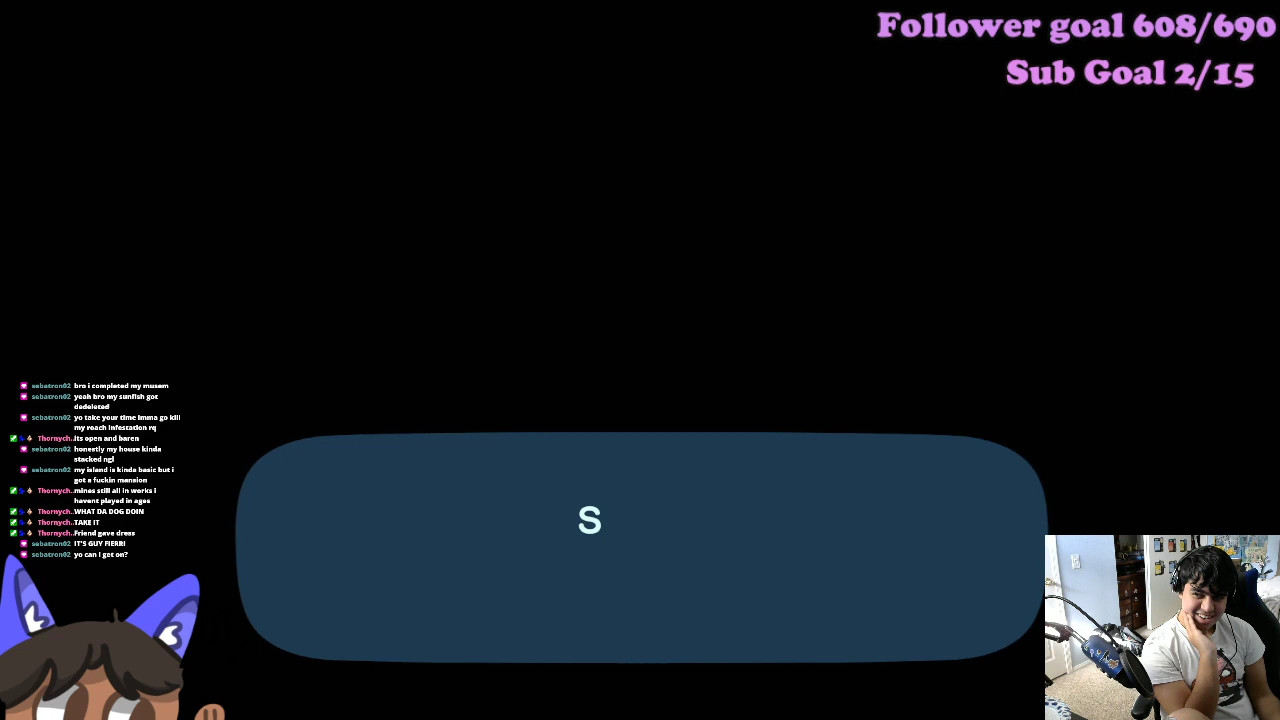 Follower goal 608/690
Sub Goal 2/15
sebatron02 bro i completed my musem
sebatron02 yeah bro my sunfish got
dedeleted
sebatron02 yo take your time imma go kill
my roach infestation rq
Thornych.. Its open and baren
sebatron02 honestly my house kinda
stacked ngl
sebatron02 my island is kinda basic but i
got a fuckin mansion
Thornych.. mines still all in works i
havent played in ages
Thornych.. WHAT DA DOG DOIN
Thornych.. TAKE IT
Thornych.. Friend gave dress
sebatron02 IT'S GUY FIERRI
sebatron02 yo can I get on?
S